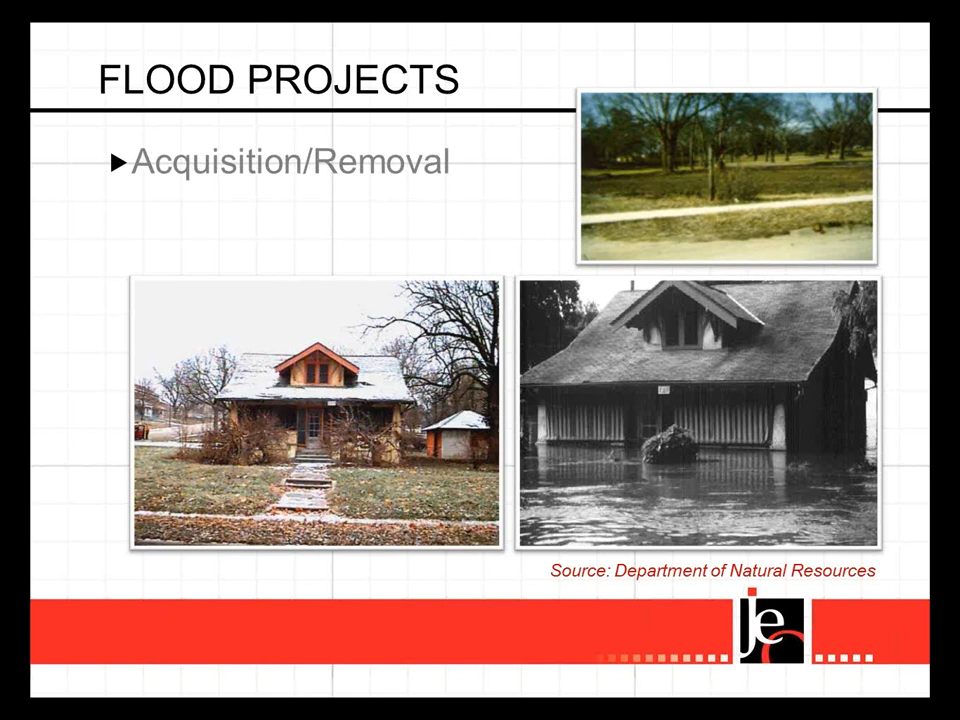 FLOOD PROJECTS
Acquisition/Removal
Source: Department of Natural Resources
jeo